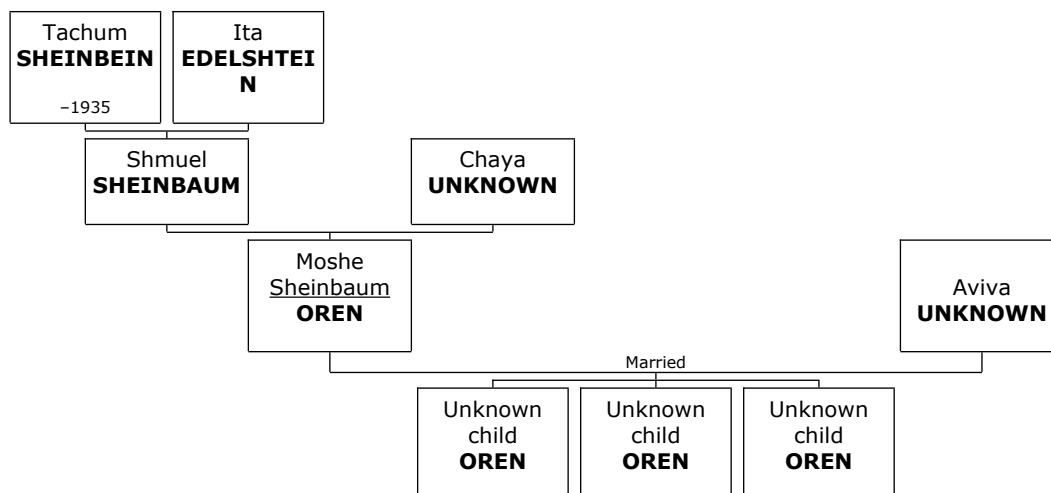 Tachum
SHEINBEIN
–1935
Ita
EDELSHTEI
N
Shmuel
SHEINBAUM
Chaya
UNKNOWN
Moshe
Sheinbaum
OREN
Aviva
UNKNOWN
Married
Unknown
child
OREN
Unknown
child
OREN
Unknown
child
OREN